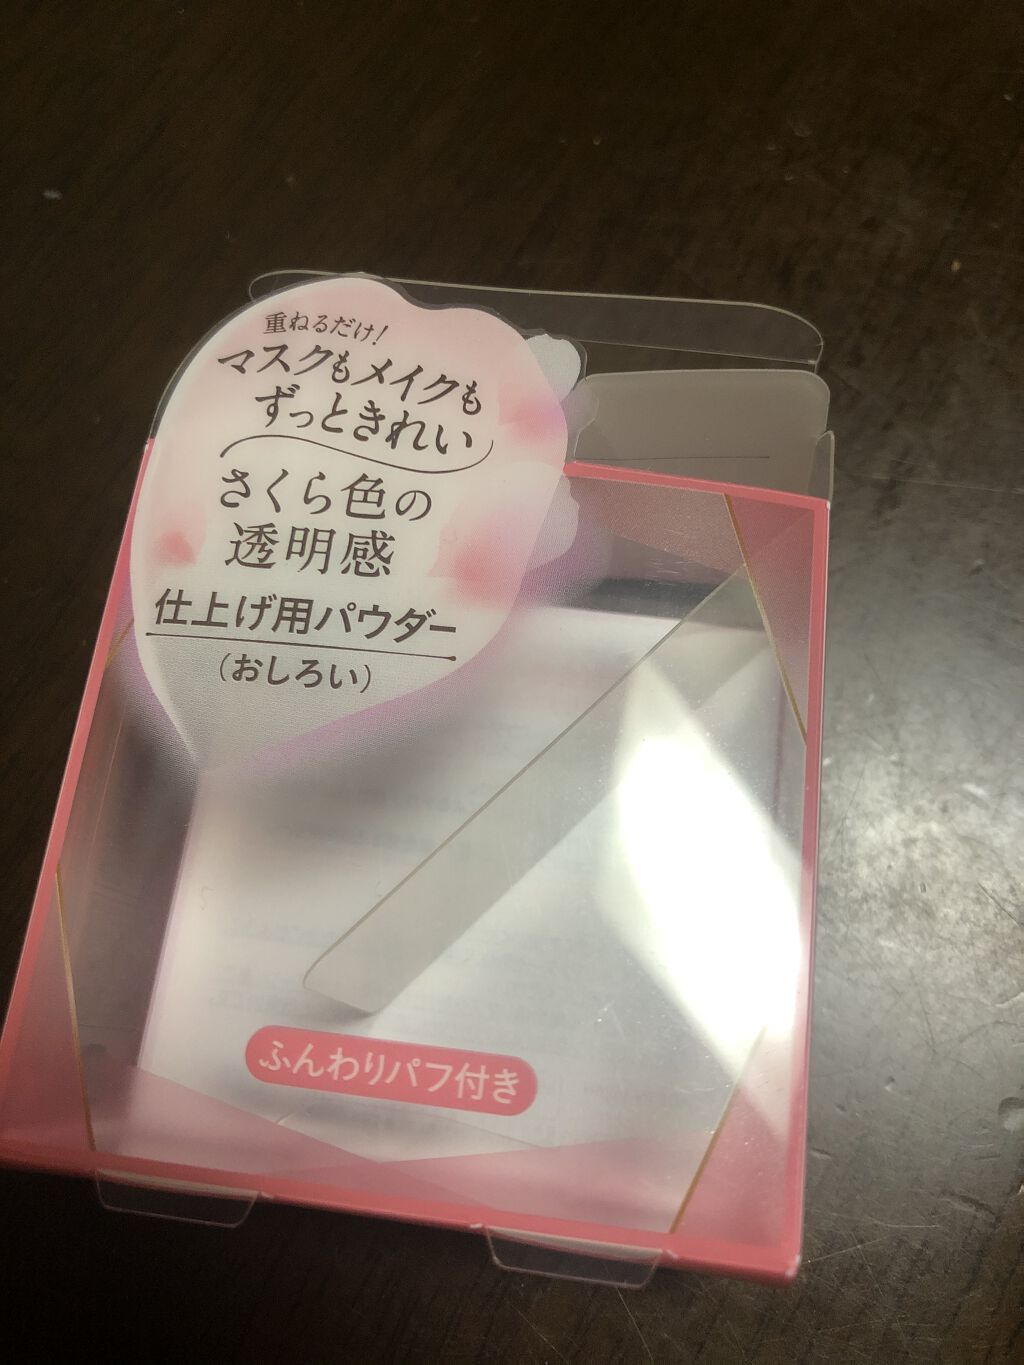 重ねるだけ!
マスクもメイクも
ずっときれい
さくら色の
透明感
仕上げ用パウダー
(おしろい)
ふんわりパフ付き